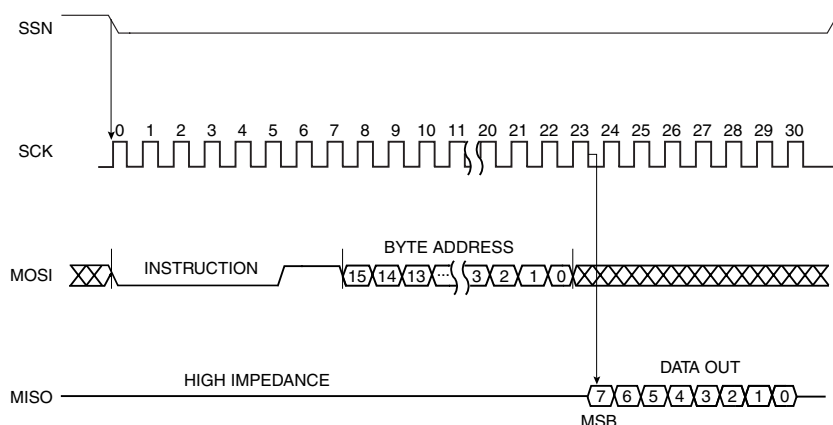 SSN
0 1 2 3 4 5 6 7 8 9 10 11 20 21 22 23 24 25 26 27 28 29 30
SCK
BYTE ADDRESS
INSTRUCTION
MOSI
15 14 13 ... 3 2 1 0
DATA OUT
HIGH IMPEDANCE
MISO
7 6 5 4 3 2 1 0
MSB